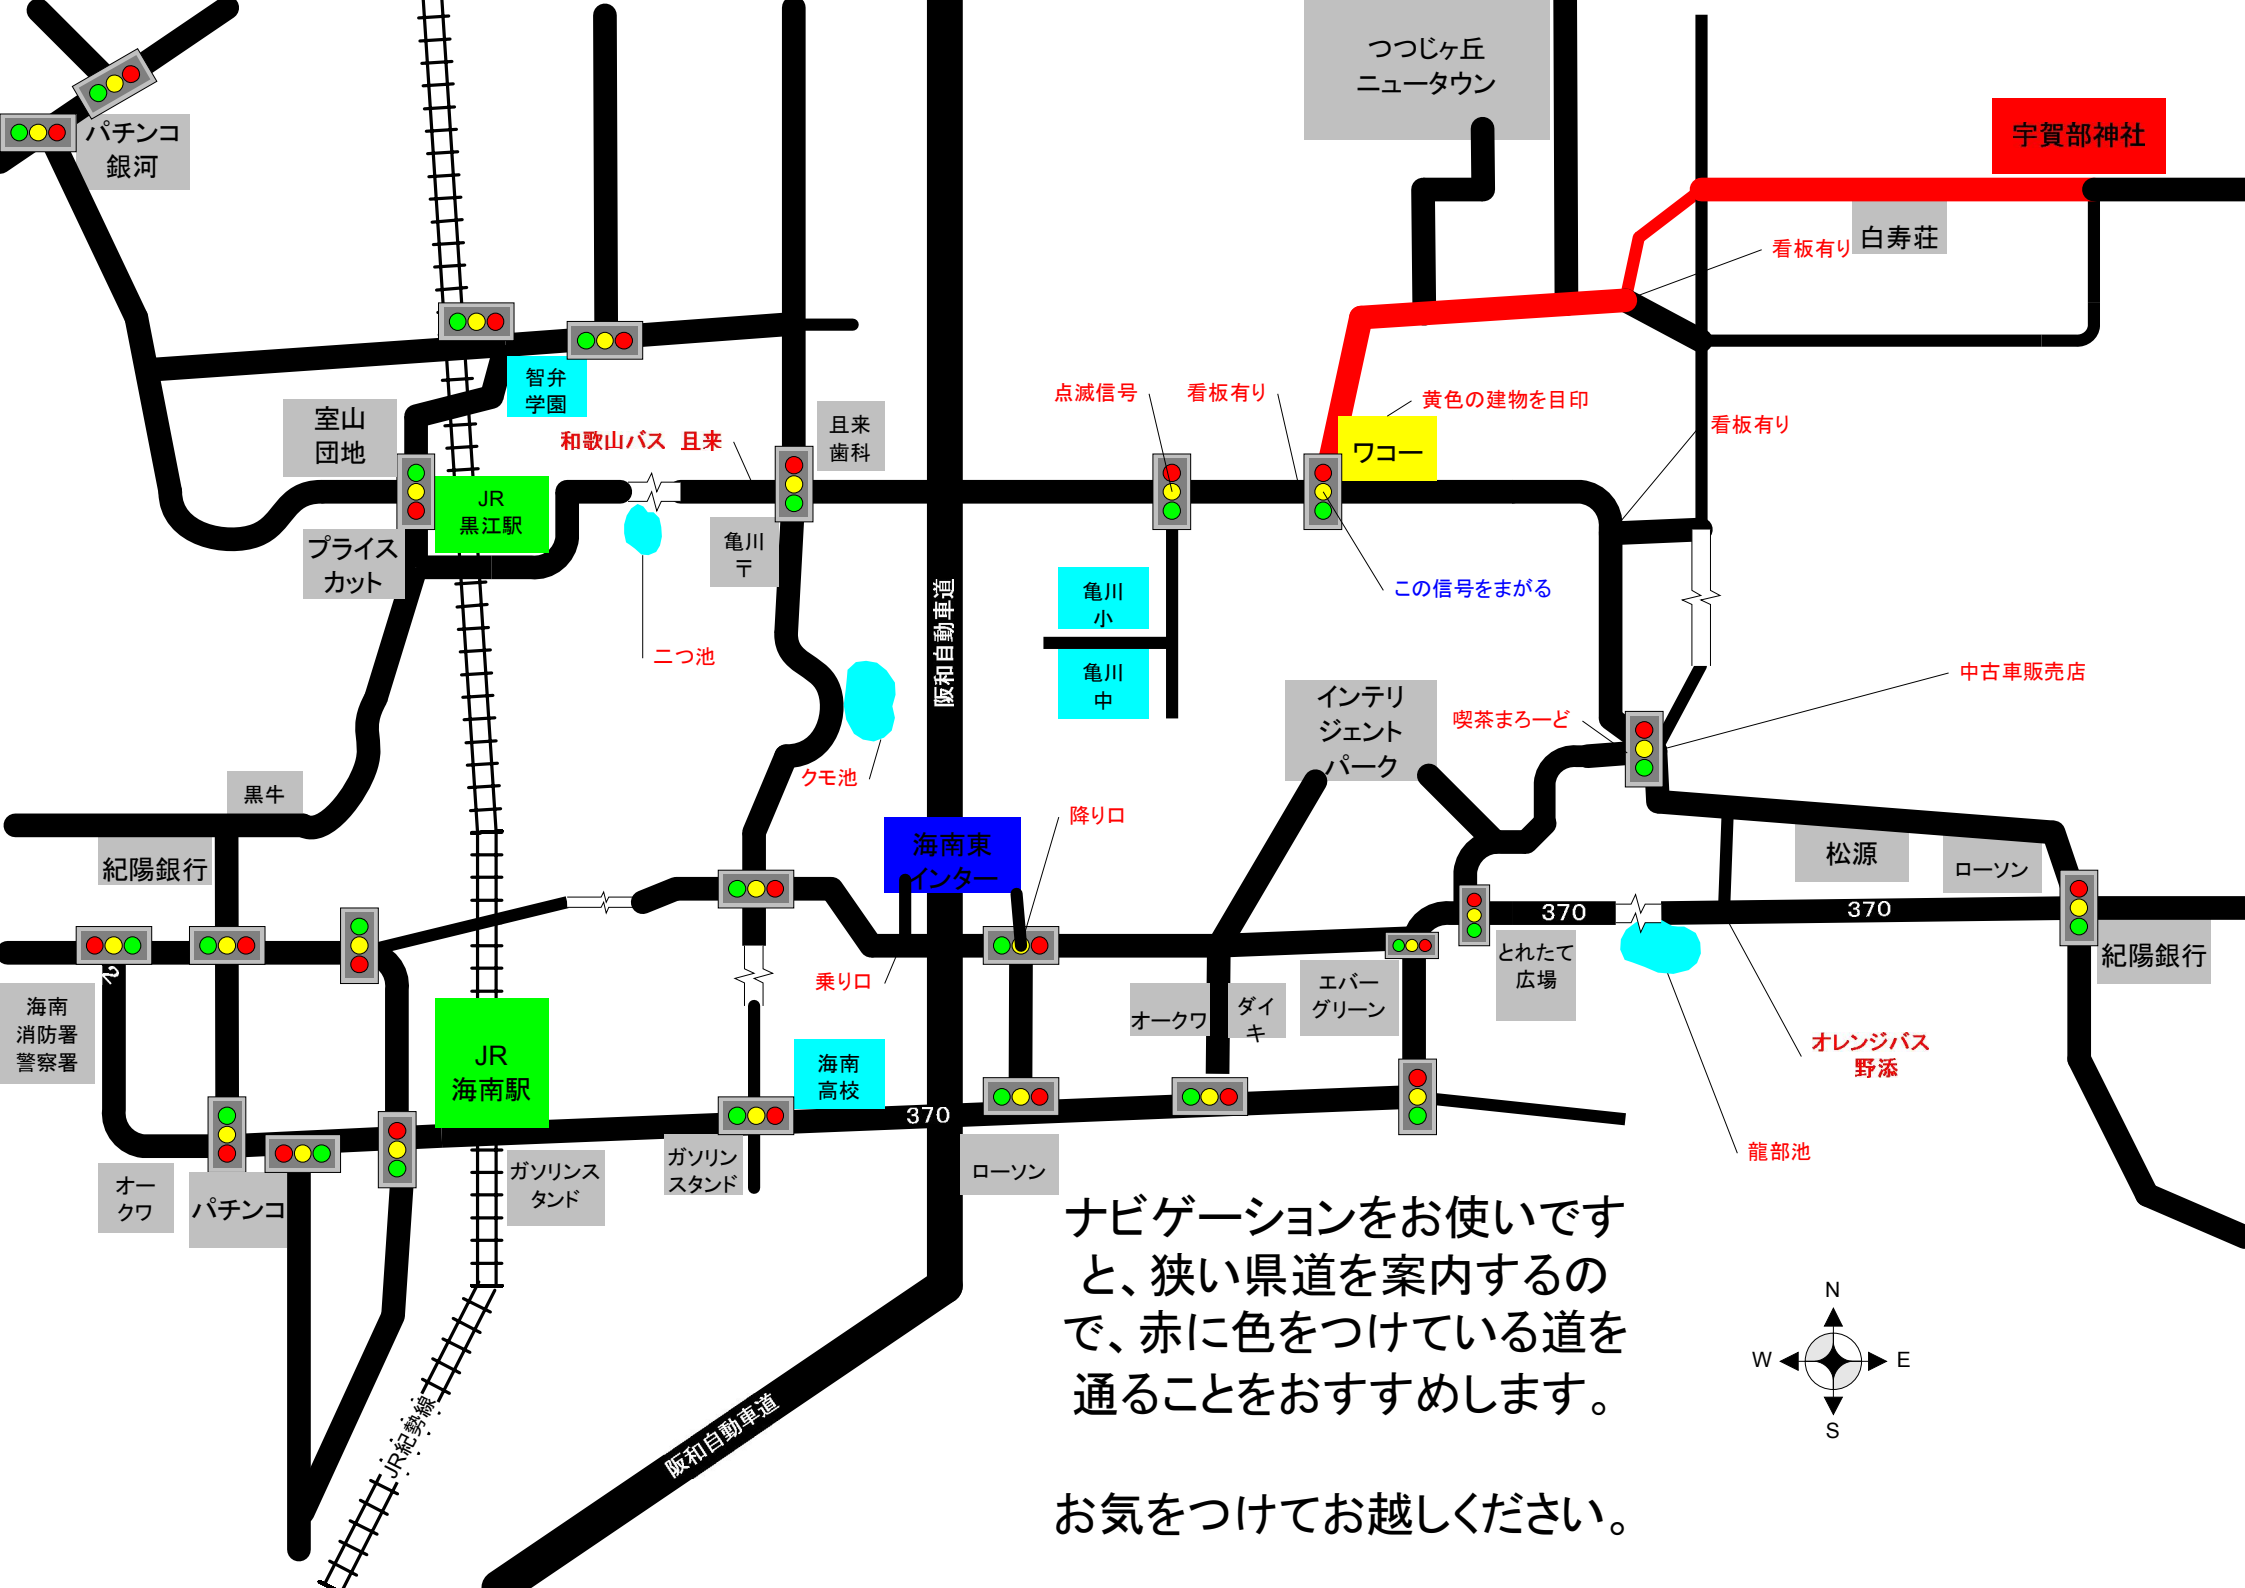 つつじヶ丘
ニュータウン
宇賀部神社
パチンコ
銀河
白寿荘
看板有り
智弁
学園
点滅信号
看板有り
黄色の建物を目印
室山
団地
和歌山バス 且来
且来
歯科
ワコー
看板有り
JR
黒江駅
プライス
カット
亀川
〒
阪和自動車道
亀川
小
この信号をまがる
二つ池
亀川
中
インテリ
ジェント
パーク
喫茶まろーど
中古車販売店
クモ池
黒牛
降り口
海南東
インター
紀陽銀行
松源
ローソン
370
370
とれたて
広場
紀陽銀行
乗り口
エバー
グリーン
オークワ
ダイ
キ
海南
消防署
警察署
JR
海南駅
海南
高校
オレンジバス
野添
370
龍部池
ガソリンス
タンド
ガソリン
スタンド
ローソン
オー
クワ
パチンコ
ナビゲーションをお使いです
と、狭い県道を案内するの
で、赤に色をつけている道を
通ることをおすすめします。
お気をつけてお越しください。
N
W
E
S
JR紀勢線
阪和自動車道